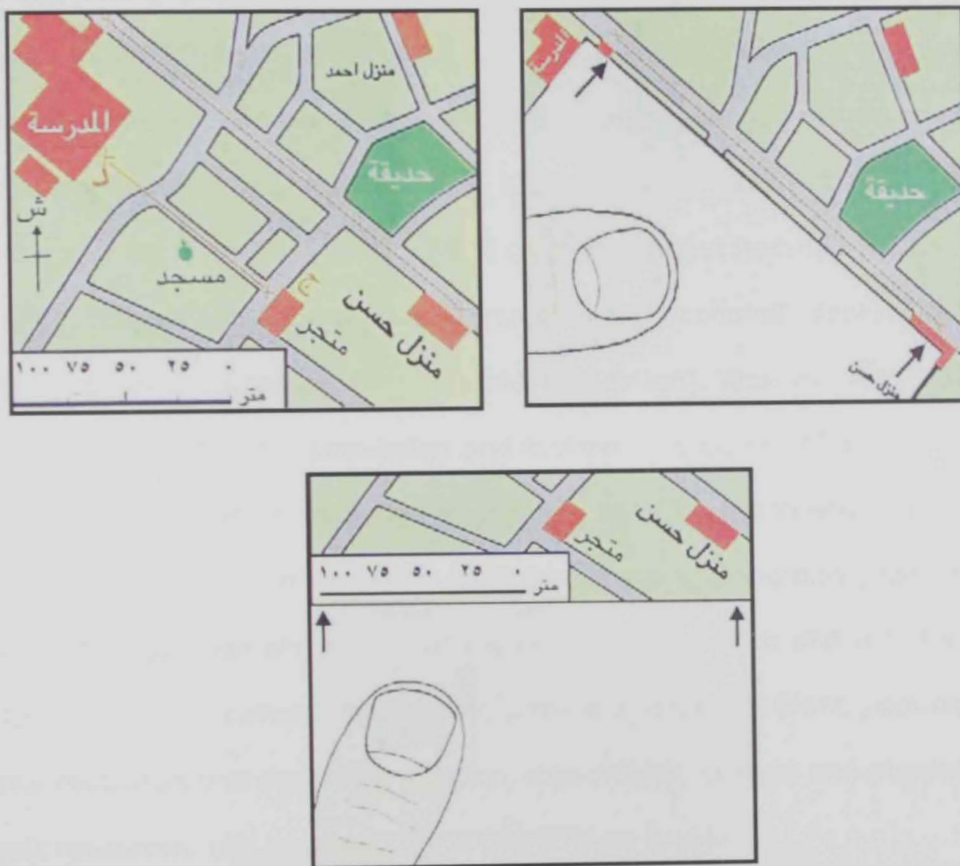 منزل احمد
المدرسة
حديقة
ش
مسجد
ج
متجر
منزل حسن
١٠٠ ٧٥ ٥٠ ٢٥ ٠
متر
المدرسة
حديقة
منزل حسن
متجر
منزل حسن
١٠٠ ٧٥ ٥٠ ٢٥ ٠
متر